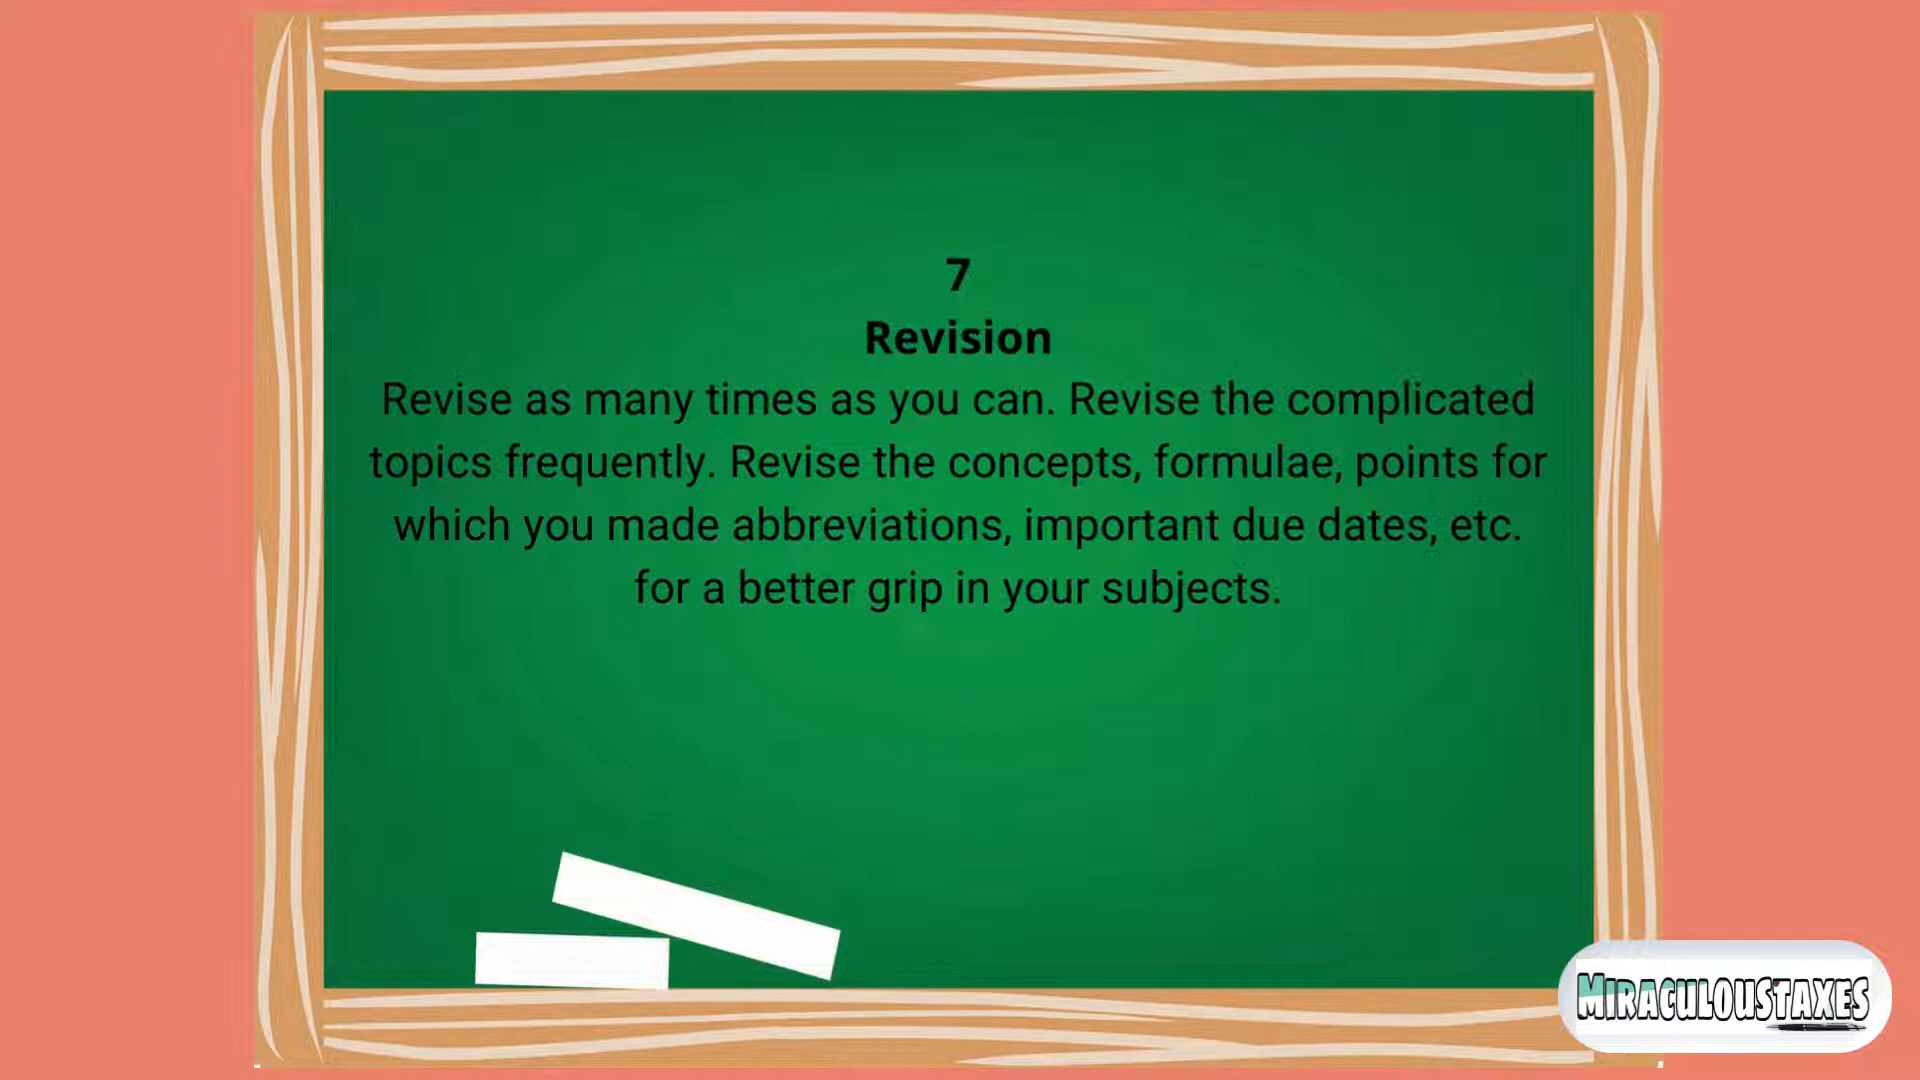 7
Revision
Revise as many times as you can. Revise the complicated
topics frequently. Revise the concepts, formulae, points for
which you made abbreviations, important due dates, etc.
for a better grip in your subjects.
MIRACULOUSTAXES